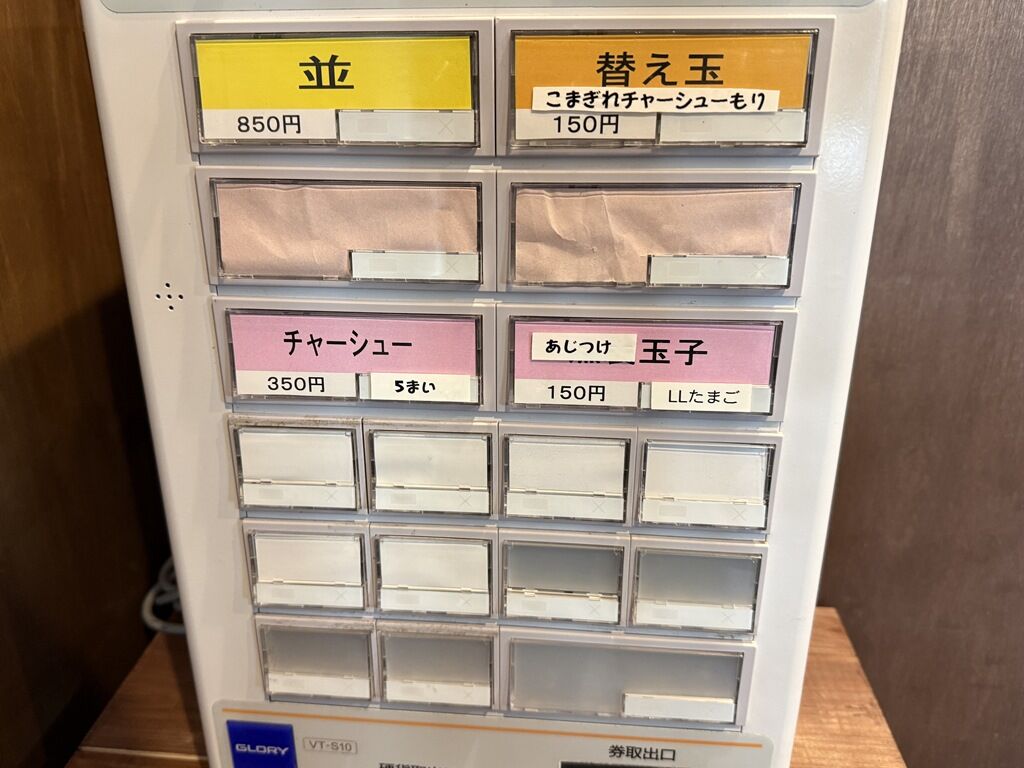 並
850円
替え玉
こまぎれチャーシューもり
150円
チャーシュー
350円
5まい
あじつけ
玉子
150円
LLたまご
GLORY
VT-S10
券取出口